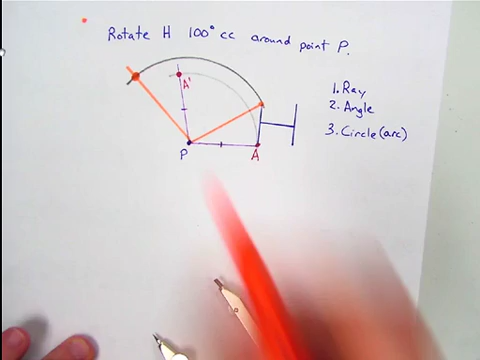 Rotate H 100° cc around point P.
1. Ray
2. Angle
3. Circle (arc)
A'
P
A